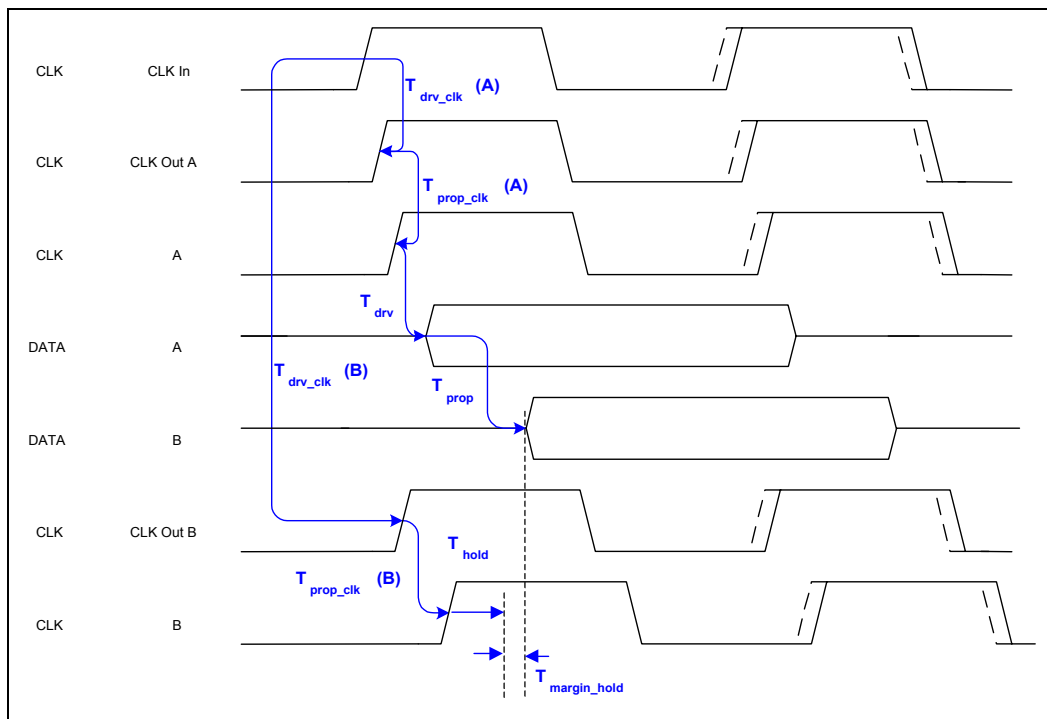 CLK CLK In
T drv_clk (A)
CLK CLK Out A
T prop_clk (A)
CLK A
T drv
DATA A
T drv_clk (B)
T prop
DATA B
CLK CLK Out B
T hold
T prop_clk (B)
CLK B
T margin_hold